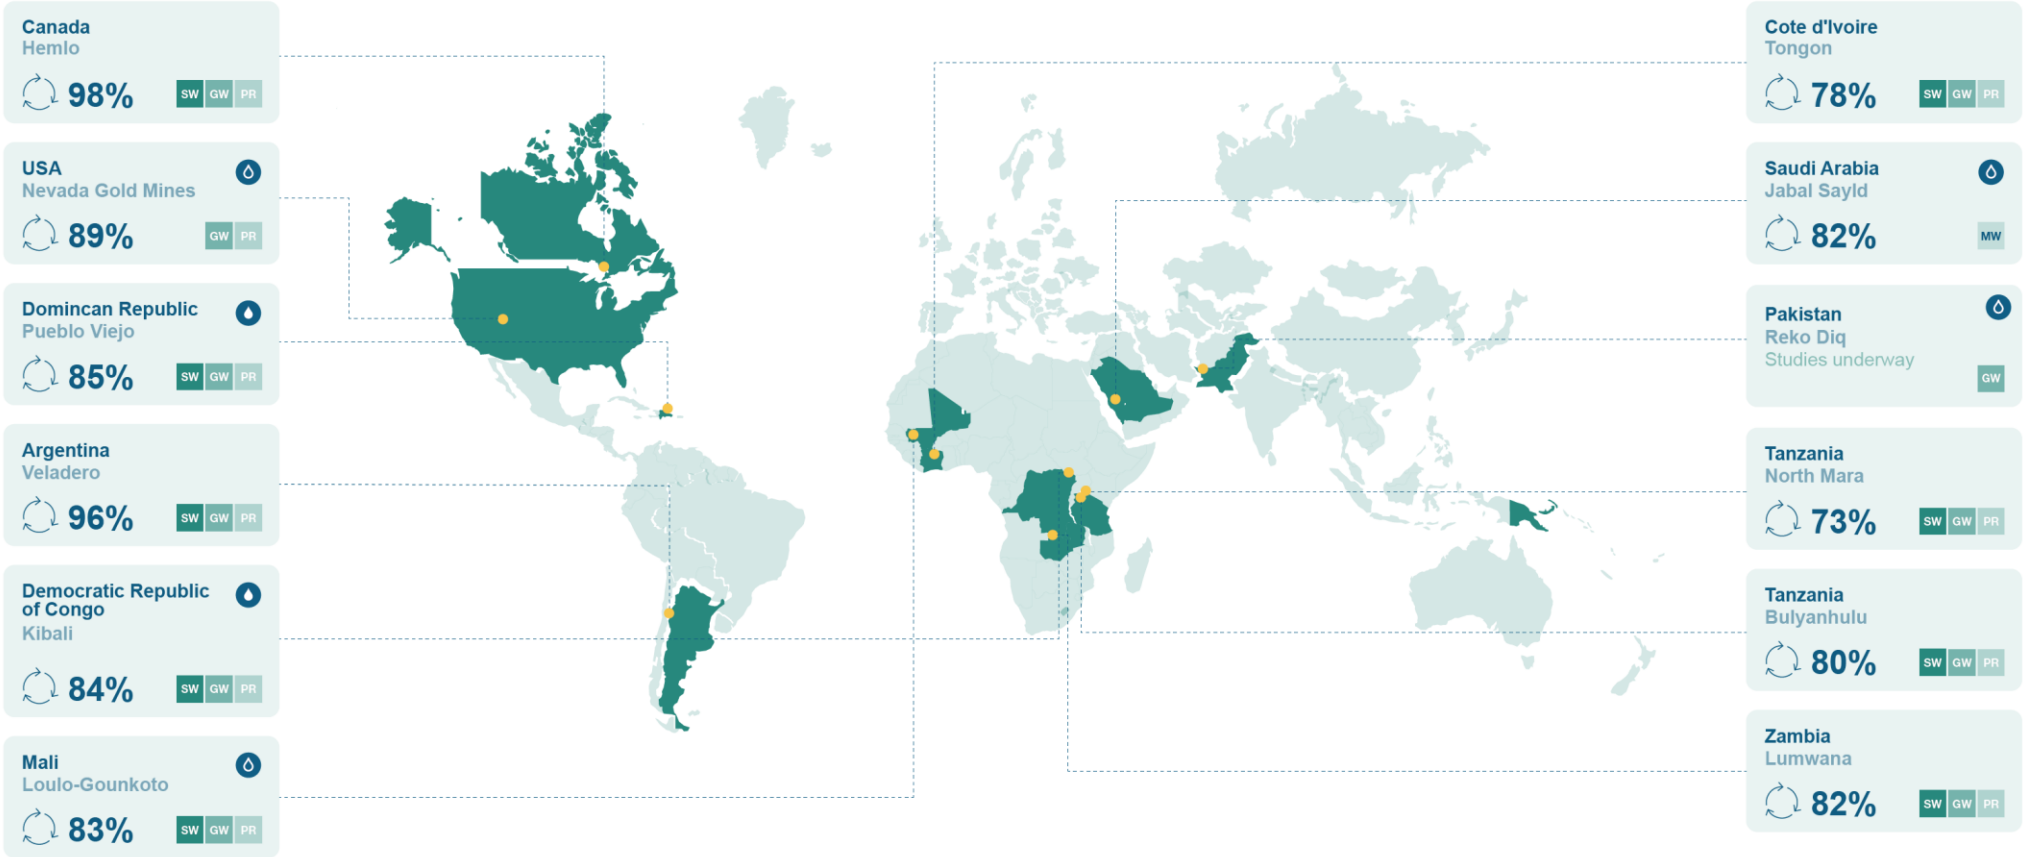 Canada
Hemlo
98%
SW GW PR
USA
Nevada Gold Mines
89%
GW PR
Domincan Republic
Pueblo Viejo
85%
SW GW PR
Argentina
Veladero
96%
SW GW PR
Democratic Republic
of Congo
Kibali
84%
SW GW PR
Mali
Loulo-Gounkoto
83%
SW GW PR
Cote d'Ivoire
Tongon
78%
SW GW PR
Saudi Arabia
Jabal Sayld
82%
MW
Pakistan
Reko Diq
Studies underway
GW
Tanzania
North Mara
73%
SW GW PR
Tanzania
Bulyanhulu
80%
SW GW PR
Zambia
Lumwana
82%
SW GW PR